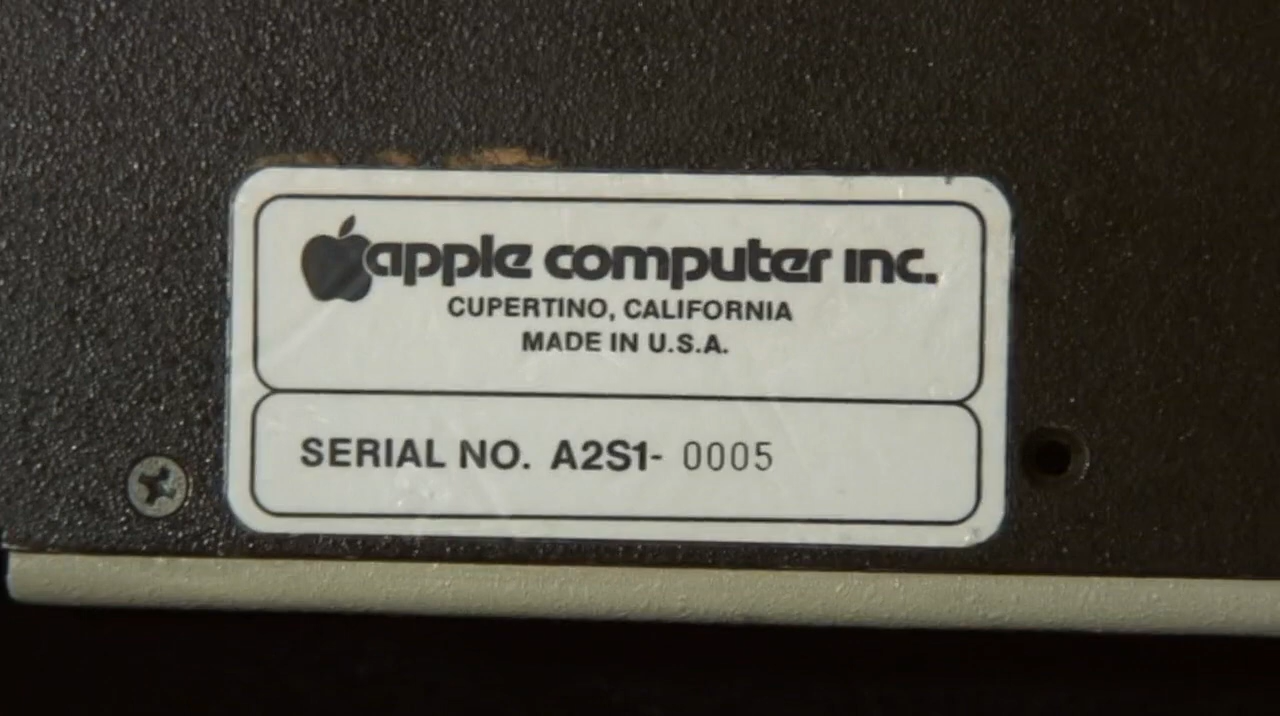 apple computer inc.
CUPERTINO, CALIFORNIA
MADE IN U.S.A.
SERIAL NO. A2S1- 0005